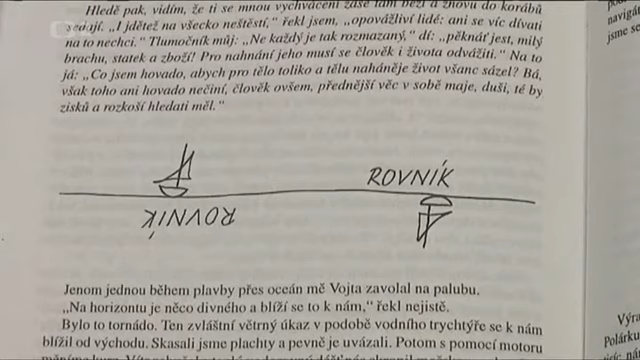 Hledě pak, vidím, že ti se mnou vychvácení zase tam běží a znovu do korábů
sedají. „I jdětež na všecko neštěstí,“ řekl jsem, „opovážliví lidé: ani se víc dívati
na to nechci.“ Tlumočník můj: „Ne každý je tak rozmazaný,“ dí: „pěknáť jest, milý
brachu, statek a zboží! Pro nahnání jeho musí se člověk i života odvážiti.“ Na to
já: „Co jsem hovado, abych pro tělo toliko a tělu naháněje život všanc sázel? Bá,
však toho ani hovado nečiní, člověk ovšem, přednější věc v sobě maje, duši, té by
zisků a rozkoší hledati měl.“
ROVNÍK
ROVNÍK
Jenom jednou během plavby přes oceán mě Vojta zavolal na palubu.
„Na horizontu je něco divného a blíží se to k nám,“ řekl nejistě.
Bylo to tornádo. Ten zvláštní větrný úkaz v podobě vodního trychtýře se k nám
blížil od východu. Skasali jsme plachty a pevně je uvázali. Potom s pomocí motoru
navigát
jsme se
Výra
Polárku